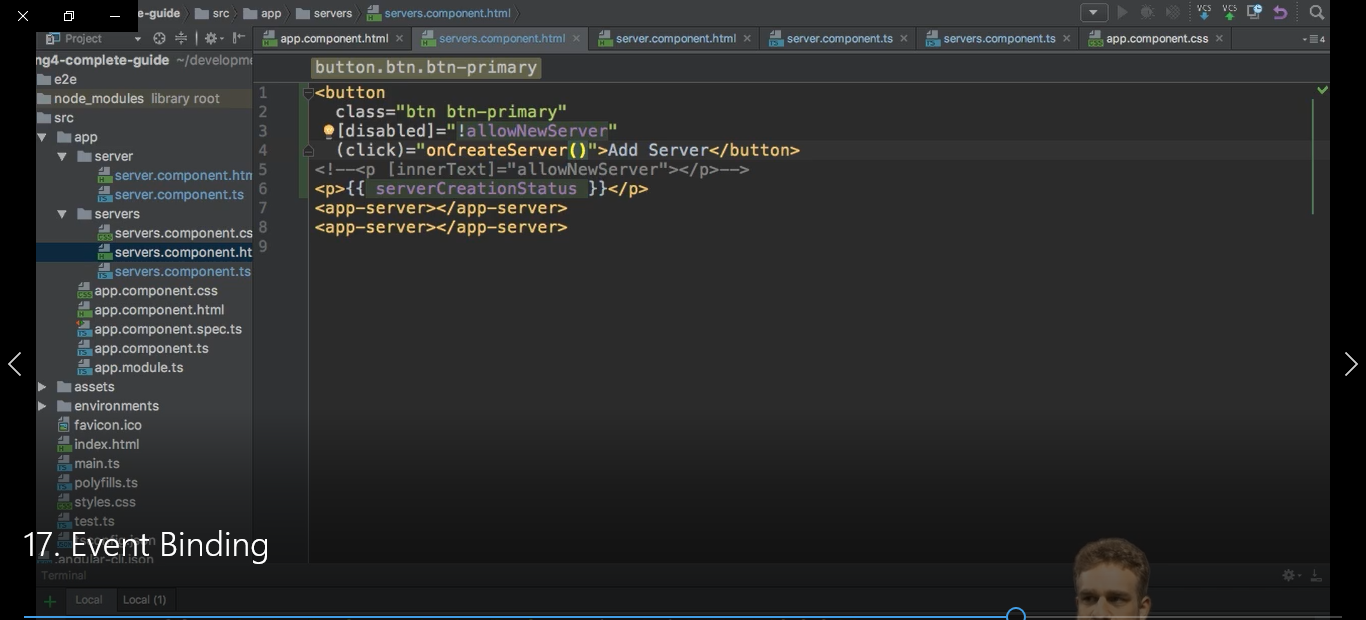 e-guide src app servers servers.component.html
VCS VCS
Project
app.component.html servers.component.html server.component.html server.component.ts servers.component.ts app.component.css 4
ng4-complete-guide ~/developme
button.btn.btn-primary
e2e
node_modules library root
src
app
server
server.component.htm
server.component.ts
servers
servers.component.cs
servers.component.ht
servers.component.ts
app.component.css
app.component.html
app.component.spec.ts
app.component.ts
app.module.ts
assets
environments
favicon.ico
index.html
main.ts
polyfills.ts
styles.css
test.ts
.angular-cli.json
1 <button
2 class="btn btn-primary"
3 [disabled]="!allowNewServer"
4 (click)="onCreateServer()">Add Server</button>
5 <!--<p [innerText]="allowNewServer"></p>-->
6 <p>{{ serverCreationStatus }}</p>
7 <app-server></app-server>
8 <app-server></app-server>
9
17. Event Binding
Terminal
Local Local (1)